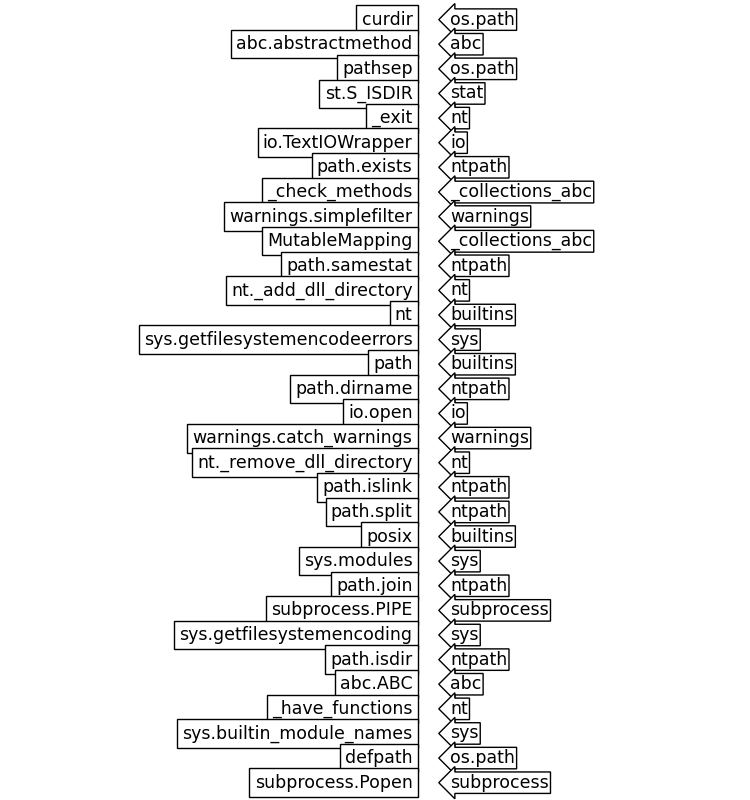 curdir os.path
abc.abstractmethod abc
pathsep os.path
st.S_ISDIR stat
_exit nt
io.TextIOWrapper io
path.exists ntpath
_check_methods _collections_abc
warnings.simplefilter warnings
MutableMapping _collections_abc
path.samestat ntpath
nt._add_dll_directory nt
nt builtins
sys.getfilesystemencodeerrors sys
path builtins
path.dirname ntpath
io.open io
warnings.catch_warnings warnings
nt._remove_dll_directory nt
path.islink ntpath
path.split ntpath
posix builtins
sys.modules sys
path.join ntpath
subprocess.PIPE subprocess
sys.getfilesystemencoding sys
path.isdir ntpath
abc.ABC abc
_have_functions nt
sys.builtin_module_names sys
defpath os.path
subprocess.Popen subprocess